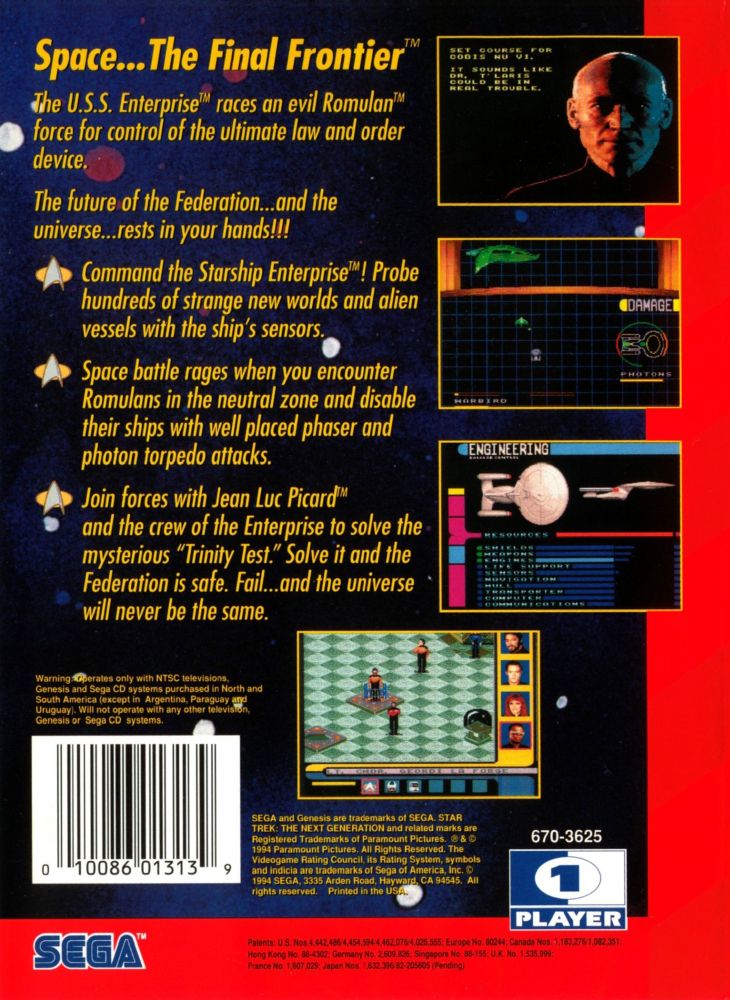 Space...The Final Frontier™
The U.S.S. Enterprise™ races an evil Romulan™
force for control of the ultimate law and order
device.
The future of the Federation...and the
universe...rests in your hands!!!
Command the Starship Enterprise™! Probe
hundreds of strange new worlds and alien
vessels with the ship's sensors.
Space battle rages when you encounter
Romulans in the neutral zone and disable
their ships with well placed phaser and
photon torpedo attacks.
Join forces with Jean Luc Picard™
and the crew of the Enterprise to solve the
mysterious "Trinity Test." Solve it and the
Federation is safe. Fail...and the universe
will never be the same.
SET COURSE FOR
CODIS NU VI.
IT SOUNDS LIKE
DR. T'LARIS
COULD BE IN
REAL TROUBLE.
DAMAGE
PHOTONS
WARBIRD
ENGINEERING
DAMAGE CONTROL
RESOURCES
SHIELDS
WEAPONS
ENGINES
LIFE SUPPORT
SENSORS
NAVIGATION
HULL
TRANSPORTER
COMPUTER
COMMUNICATIONS
LT. CMDR. GEORDI LA FORGE
Warning: Operates only with NTSC televisions,
Genesis and Sega CD systems purchased in North and
South America (except in Argentina, Paraguay and
Uruguay). Will not operate with any other television,
Genesis or Sega CD systems.
0 10086 01313 9
SEGA and Genesis are trademarks of SEGA. STAR
TREK: THE NEXT GENERATION and related marks are
Registered Trademarks of Paramount Pictures. ® & ©
1994 Paramount Pictures. All Rights Reserved. The
Videogame Rating Council, its Rating System, symbols
and indicia are trademarks of Sega of America, Inc. ©
1994 SEGA, 3335 Arden Road, Hayward, CA 94545. All
rights reserved. Printed in the USA.
670-3625
1
PLAYER
SEGA™
Patents: U.S. Nos 4,442,486/4,454,594/4,462,076/4,026,555; Europe No. 80244; Canada Nos. 1,183,276/1,082,351;
Hong Kong No. 88-4302; Germany No. 2,609,826; Singapore No. 88-155; U.K. No. 1,535,999;
France No. 1,607,029; Japan Nos. 1,632,396/82-205605 (Pending)